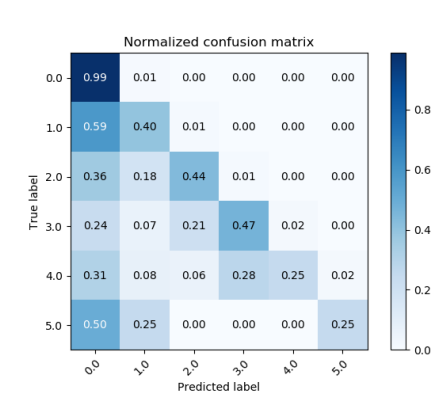 Normalized confusion matrix
0.0 0.99 0.01 0.00 0.00 0.00 0.00
1.0 0.59 0.40 0.01 0.00 0.00 0.00
2.0 0.36 0.18 0.44 0.01 0.00 0.00
3.0 0.24 0.07 0.21 0.47 0.02 0.00
4.0 0.31 0.08 0.06 0.28 0.25 0.02
5.0 0.50 0.25 0.00 0.00 0.00 0.25
0.0 1.0 2.0 3.0 4.0 5.0
True label
Predicted label
0.8
0.6
0.4
0.2
0.0